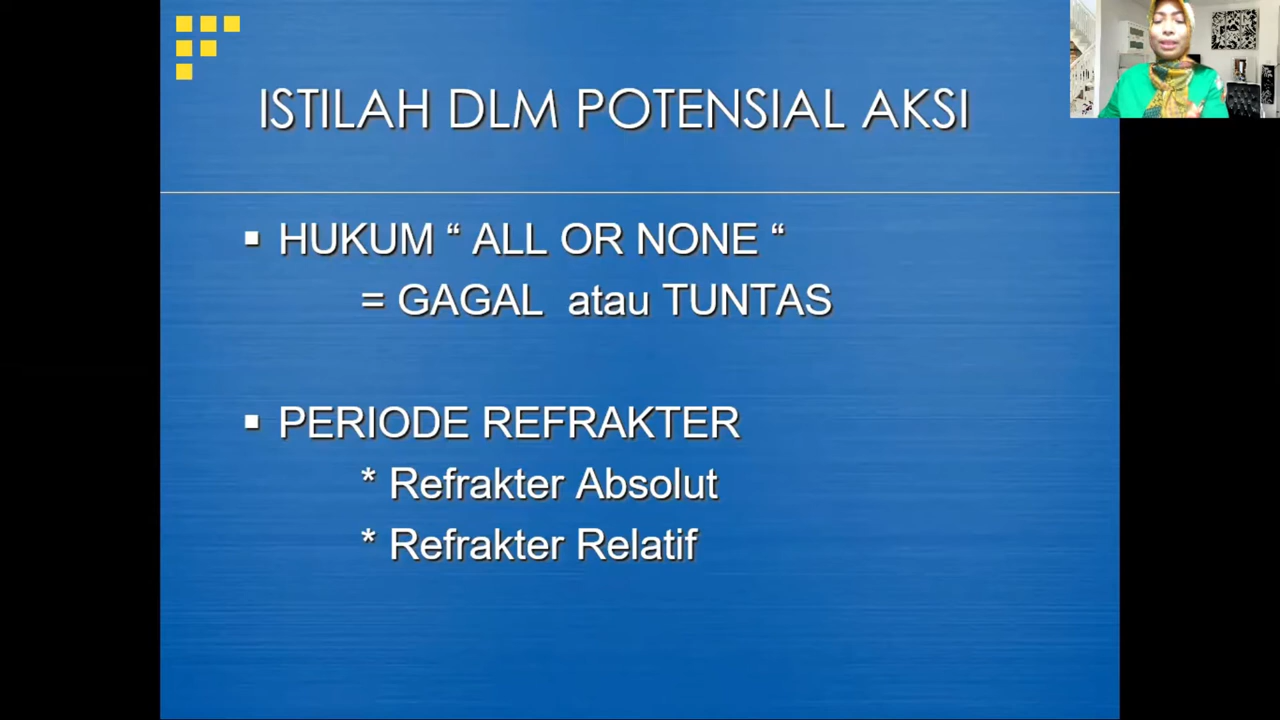 ISTILAH DLM POTENSIAL AKSI
▪ HUKUM “ ALL OR NONE “
= GAGAL atau TUNTAS
▪ PERIODE REFRAKTER
* Refrakter Absolut
* Refrakter Relatif